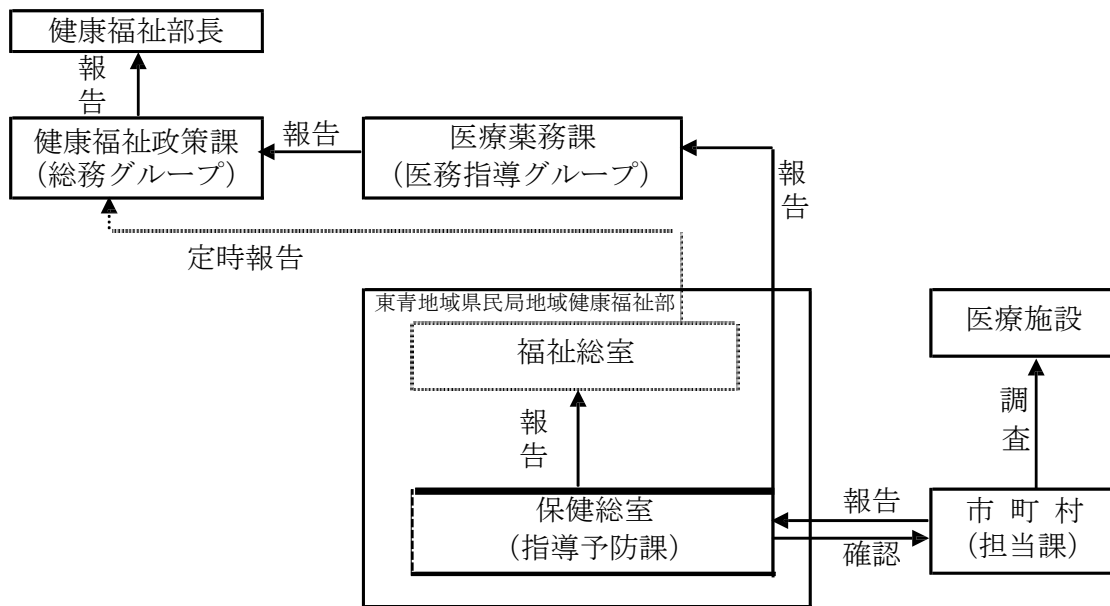 健康福祉部長
報告
健康福祉政策課
(総務グループ)
報告
医療薬務課
(医務指導グループ)
報告
定時報告
東青地域県民局地域健康福祉部
福祉総室
医療施設
報告
調査
保健総室
(指導予防課)
報告
確認
市 町 村
(担当課)